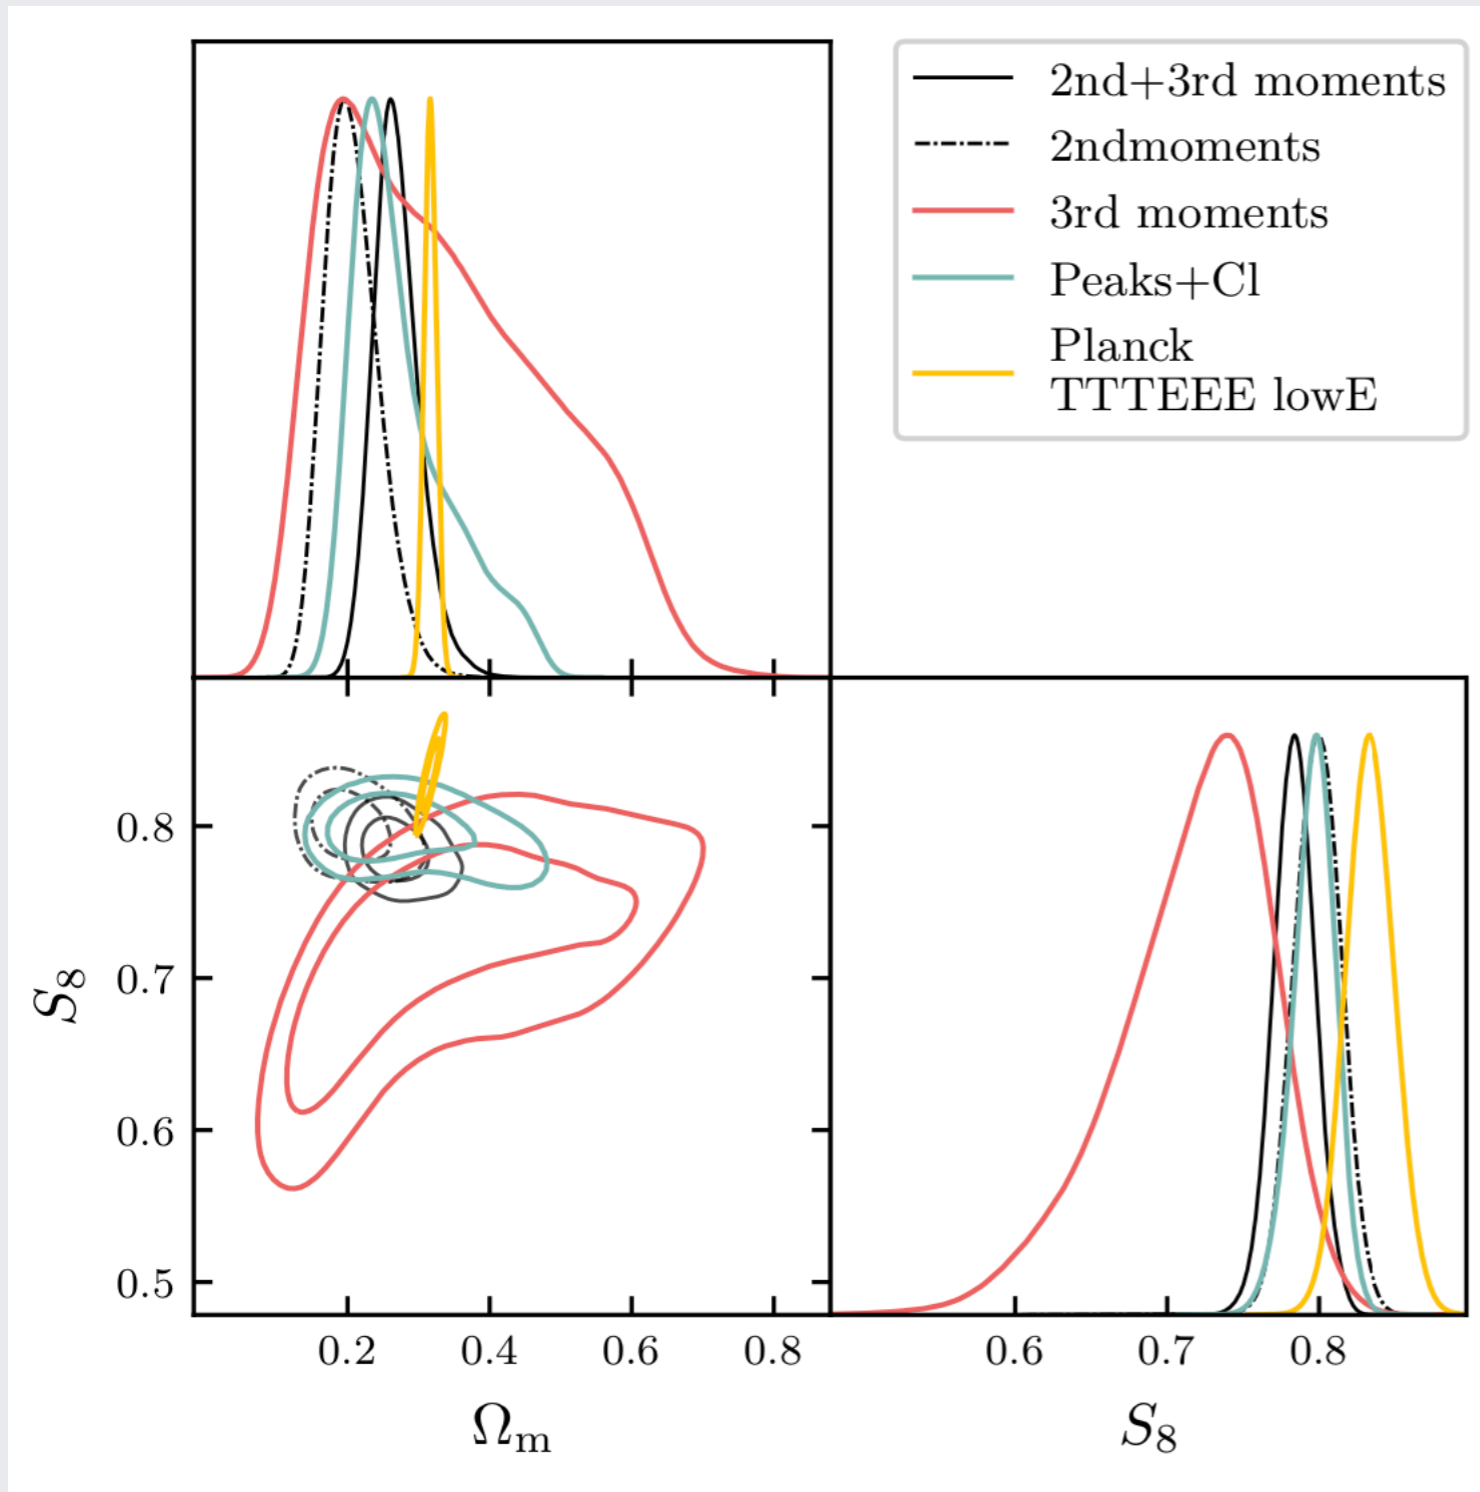 2nd+3rd moments
2ndmoments
3rd moments
Peaks+Cl
Planck
TTTEEE lowE
0.8
0.7
0.6
0.5
S₈
0.2 0.4 0.6 0.8
Ωₘ
0.6 0.7 0.8
S₈